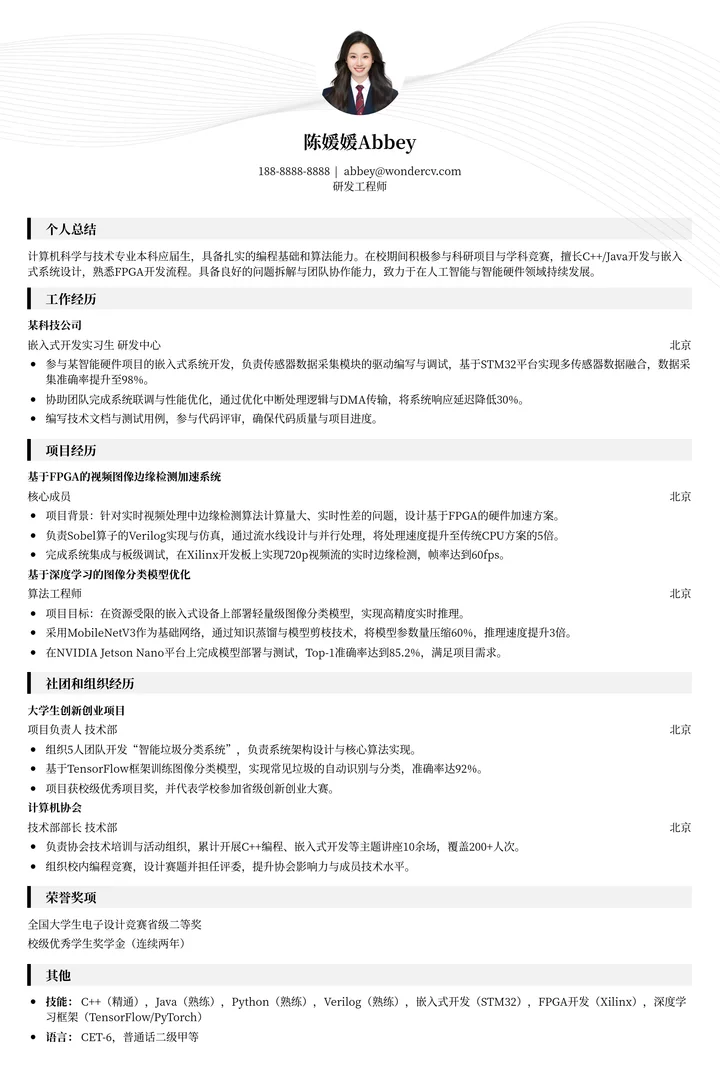 陈媛媛Abbey
188-8888-8888 | abbey@wondercv.com
研发工程师
个人总结
计算机科学与技术专业本科应届生，具备扎实的编程基础和算法能力。在校期间积极参与科研项目与学科竞赛，擅长C++/Java开发与嵌入
式系统设计，熟悉FPGA开发流程。具备良好的问题拆解与团队协作能力，致力于在人工智能与智能硬件领域持续发展。
工作经历
某科技公司
嵌入式开发实习生 研发中心 北京
• 参与某智能硬件项目的嵌入式系统开发，负责传感器数据采集模块的驱动编写与调试，基于STM32平台实现多传感器数据融合，数据采
集准确率提升至98%。
• 协助团队完成系统联调与性能优化，通过优化中断处理逻辑与DMA传输，将系统响应延迟降低30%。
• 编写技术文档与测试用例，参与代码评审，确保代码质量与项目进度。
项目经历
基于FPGA的视频图像边缘检测加速系统
核心成员 北京
• 项目背景：针对实时视频处理中边缘检测算法计算量大、实时性差的问题，设计基于FPGA的硬件加速方案。
• 负责Sobel算子的Verilog实现与仿真，通过流水线设计与并行处理，将处理速度提升至传统CPU方案的5倍。
• 完成系统集成与板级调试，在Xilinx开发板上实现720p视频流的实时边缘检测，帧率达到60fps。
基于深度学习的图像分类模型优化
算法工程师 北京
• 项目目标：在资源受限的嵌入式设备上部署轻量级图像分类模型，实现高精度实时推理。
• 采用MobileNetV3作为基础网络，通过知识蒸馏与模型剪枝技术，将模型参数量压缩60%，推理速度提升3倍。
• 在NVIDIA Jetson Nano平台上完成模型部署与测试，Top-1准确率达到85.2%，满足项目需求。
社团和组织经历
大学生创新创业项目
项目负责人 技术部 北京
• 组织5人团队开发“智能垃圾分类系统”，负责系统架构设计与核心算法实现。
• 基于TensorFlow框架训练图像分类模型，实现常见垃圾的自动识别与分类，准确率达92%。
• 项目获校级优秀项目奖，并代表学校参加省级创新创业大赛。
计算机协会
技术部部长 技术部 北京
• 负责协会技术培训与活动组织，累计开展C++编程、嵌入式开发等主题讲座10余场，覆盖200+人次。
• 组织校内编程竞赛，设计赛题并担任评委，提升协会影响力与成员技术水平。
荣誉奖项
全国大学生电子设计竞赛省级二等奖
校级优秀学生奖学金（连续两年）
其他
• 技能： C++（精通），Java（熟练），Python（熟练），Verilog（熟练），嵌入式开发（STM32），FPGA开发（Xilinx），深度学
习框架（TensorFlow/PyTorch）
• 语言： CET-6，普通话二级甲等